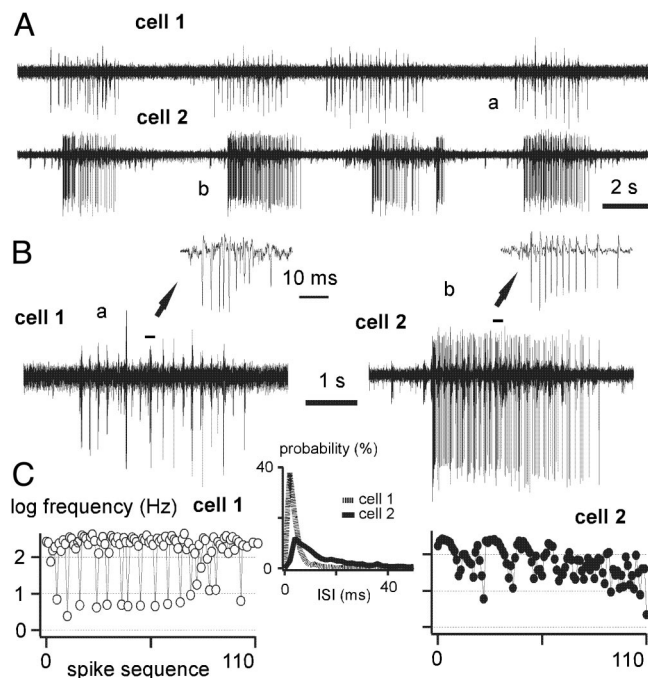 A
cell 1
a
cell 2
b
2 s
B
10 ms
a
b
cell 1
cell 2
1 s
probability (%)
C
40
log frequency (Hz)
cell 1
cell 1
cell 2
cell 2
2
1
0
0
0 20 40
ISI (ms)
0 110
spike sequence
0 110